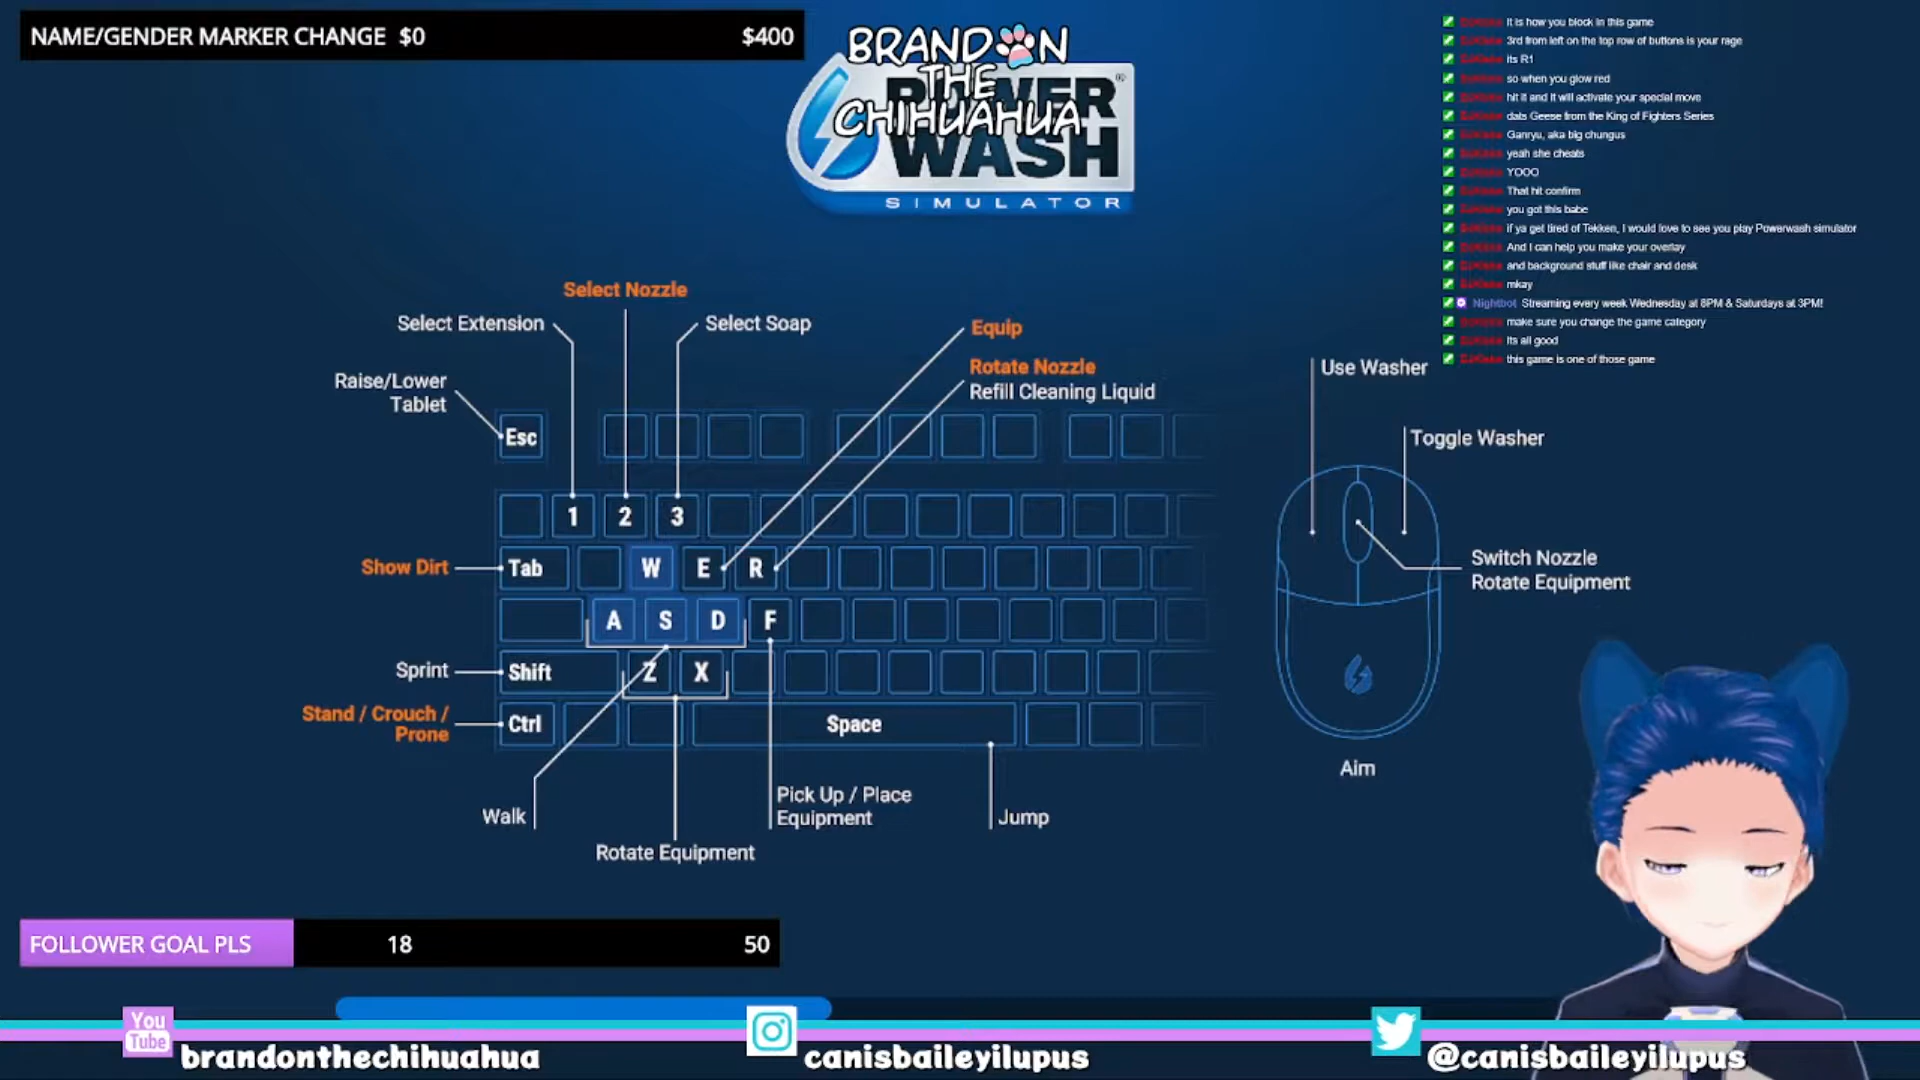 NAME/GENDER MARKER CHANGE $0 $400
BRANDON
THE
CHIHUAHUA
POWER
WASH
SIMULATOR
®
It is how you block in this game
3rd from left on the top row of buttons is your rage
its R1
so when you glow red
hit it and it will activate your special move
dats Geese from the King of Fighters Series
Ganryu, aka big chungus
yeah she cheats
YOOO
That hit confirm
you got this babe
if ya get tired of Tekken, I would love to see you play Powerwash simulator
And I can help you make your overlay
and background stuff like chair and desk
mkay
Nightbot Streaming every week Wednesday at 8PM & Saturdays at 3PM!
make sure you change the game category
Its all good
this game is one of those game
Select Nozzle
Select Extension
Select Soap
Equip
Rotate Nozzle
Refill Cleaning Liquid
Raise/Lower
Tablet
Use Washer
Toggle Washer
Esc
1 2 3
Show Dirt
Tab W E R
Switch Nozzle
Rotate Equipment
A S D F
Sprint
Shift Z X
Stand / Crouch /
Prone
Ctrl Space
Aim
Walk
Pick Up / Place
Equipment
Jump
Rotate Equipment
FOLLOWER GOAL PLS 18 50
You
Tube
brandonthechihuahua
canisbaileyilupus
@canisbaileyilupus